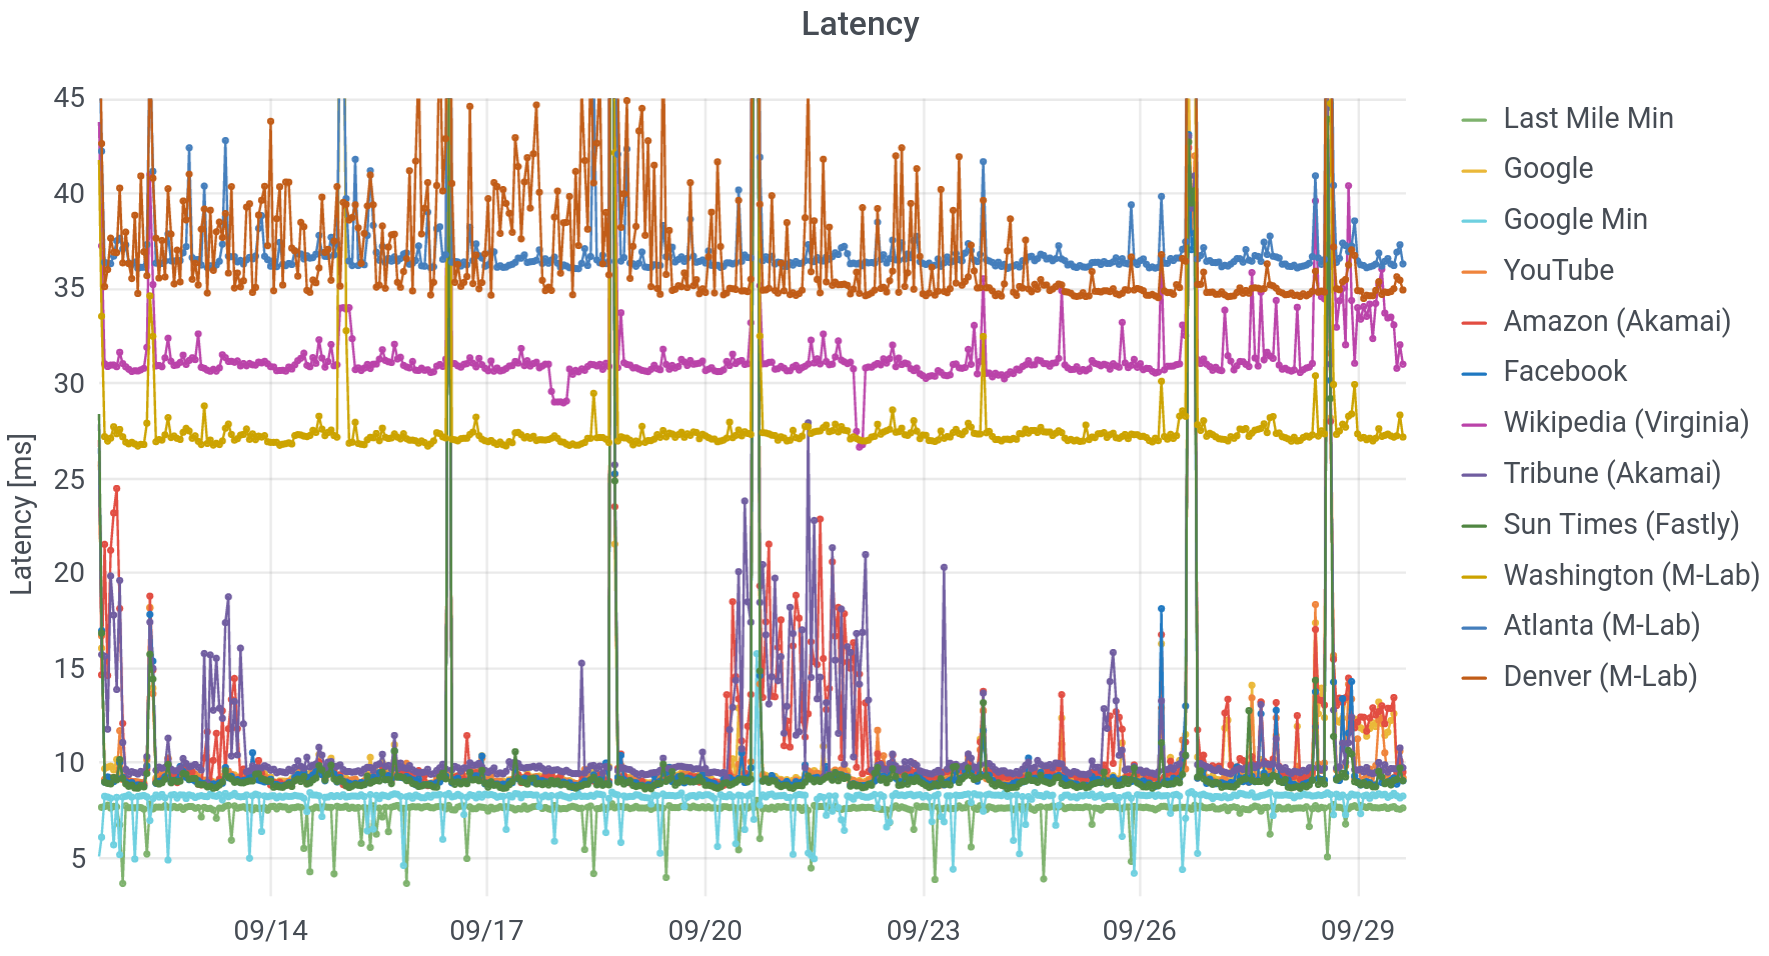 Latency
Latency [ms]
45
40
35
30
25
20
15
10
5
09/14
09/17
09/20
09/23
09/26
09/29
Last Mile Min
Google
Google Min
YouTube
Amazon (Akamai)
Facebook
Wikipedia (Virginia)
Tribune (Akamai)
Sun Times (Fastly)
Washington (M-Lab)
Atlanta (M-Lab)
Denver (M-Lab)